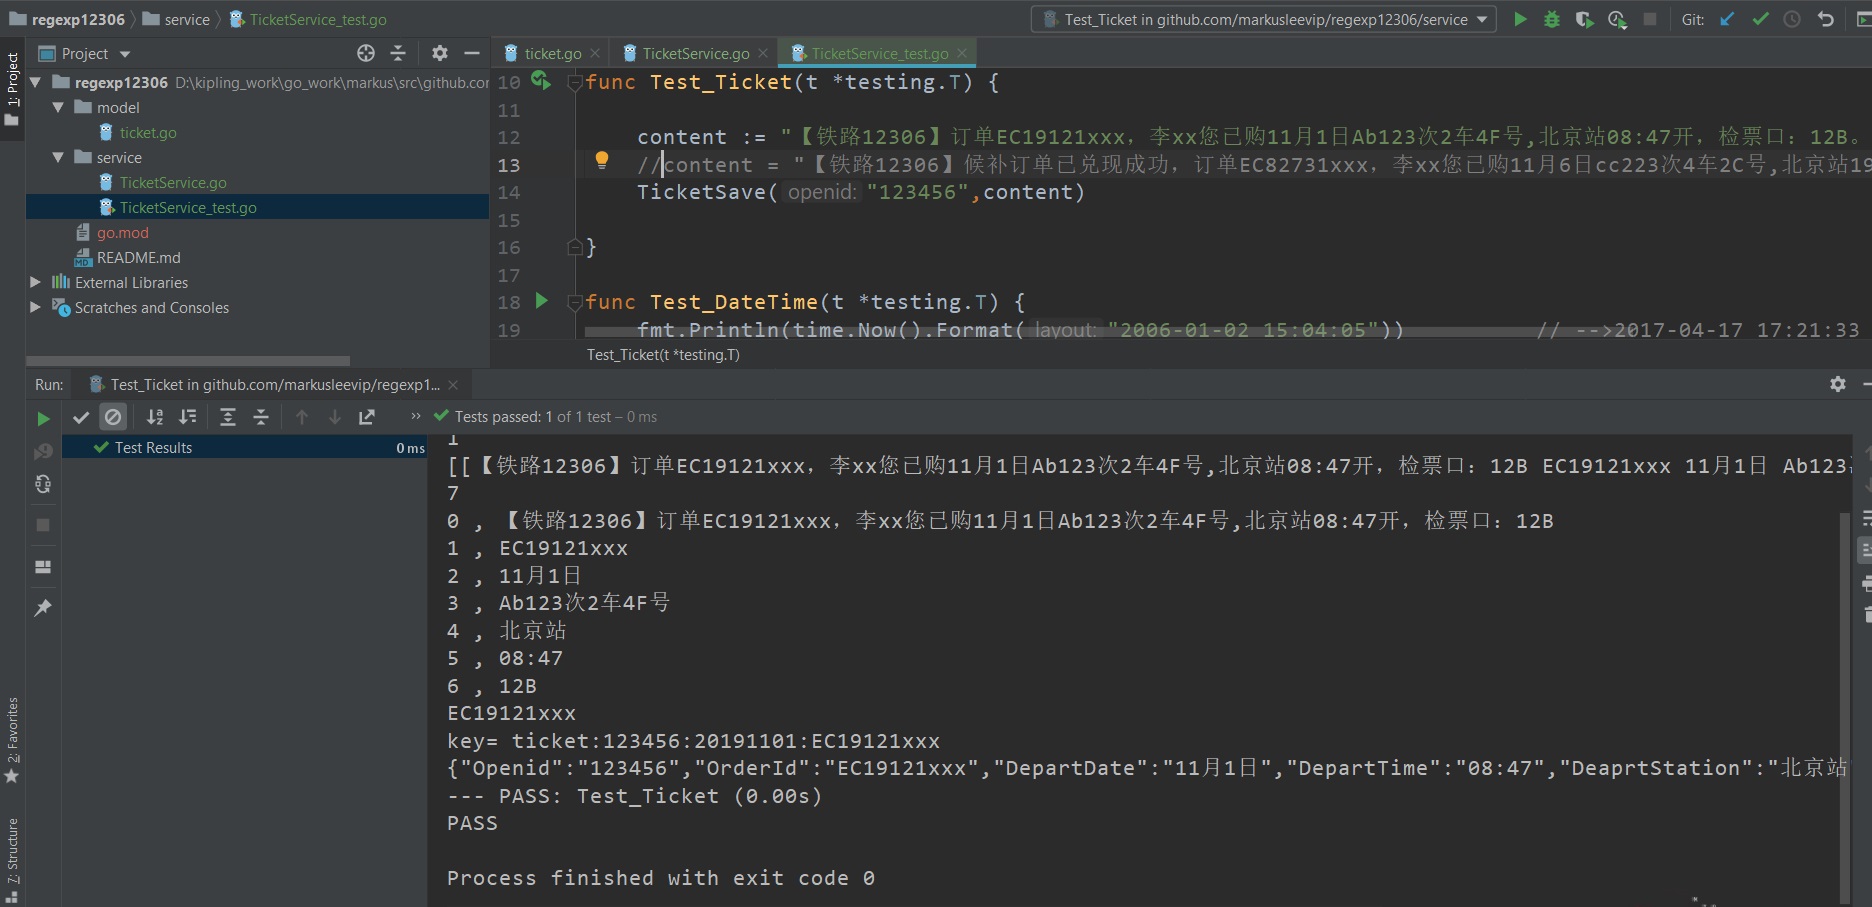 regexp12306
service
TicketService_test.go
Test_Ticket in github.com/markusleevip/regexp12306/service
Git:
1: Project
Project
ticket.go
TicketService.go
TicketService_test.go
regexp12306 D:\kipling_work\go_work\markus\src\github.com
model
ticket.go
service
TicketService.go
TicketService_test.go
go.mod
README.md
External Libraries
Scratches and Consoles
10 func Test_Ticket(t *testing.T) {
11
12 content := "【铁路12306】订单EC19121xxx，李xx您已购11月1日Ab123次2车4F号,北京站08:47开，检票口：12B。
13 //content = "【铁路12306】候补订单已兑现成功，订单EC82731xxx，李xx您已购11月6日cc223次4车2C号,北京站19
14 TicketSave( openid: "123456",content)
15
16 }
17
18 func Test_DateTime(t *testing.T) {
19 fmt.Println(time.Now().Format( layout: "2006-01-02 15:04:05")) // -->2017-04-17 17:21:33
Test_Ticket(t *testing.T)
Run:
Test_Ticket in github.com/markusleevip/regexp1...
Tests passed: 1 of 1 test – 0 ms
Test Results
0 ms
1
[[【铁路12306】订单EC19121xxx，李xx您已购11月1日Ab123次2车4F号,北京站08:47开，检票口：12B EC19121xxx 11月1日 Ab123
7
0 , 【铁路12306】订单EC19121xxx，李xx您已购11月1日Ab123次2车4F号,北京站08:47开，检票口：12B
1 , EC19121xxx
2 , 11月1日
3 , Ab123次2车4F号
4 , 北京站
5 , 08:47
6 , 12B
EC19121xxx
key= ticket:123456:20191101:EC19121xxx
{"Openid":"123456","OrderId":"EC19121xxx","DepartDate":"11月1日","DepartTime":"08:47","DeaprtStation":"北京站
--- PASS: Test_Ticket (0.00s)
PASS
Process finished with exit code 0
2: Favorites
7: Structure